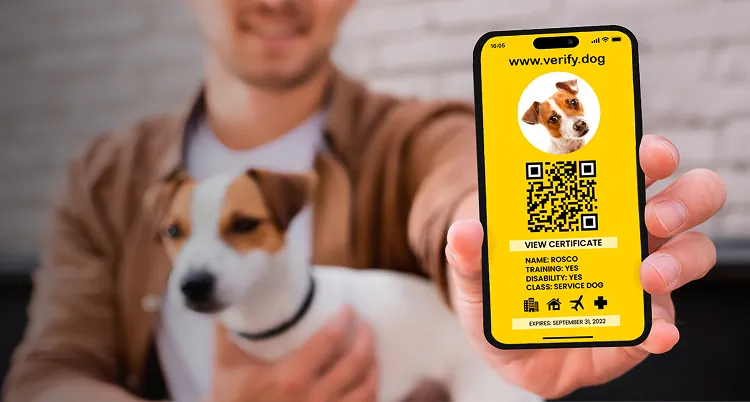 16:05
www.verify.dog
VIEW CERTIFICATE
NAME: ROSCO
TRAINING: YES
DISABILITY: YES
CLASS: SERVICE DOG
EXPIRES: SEPTEMBER 31, 2022